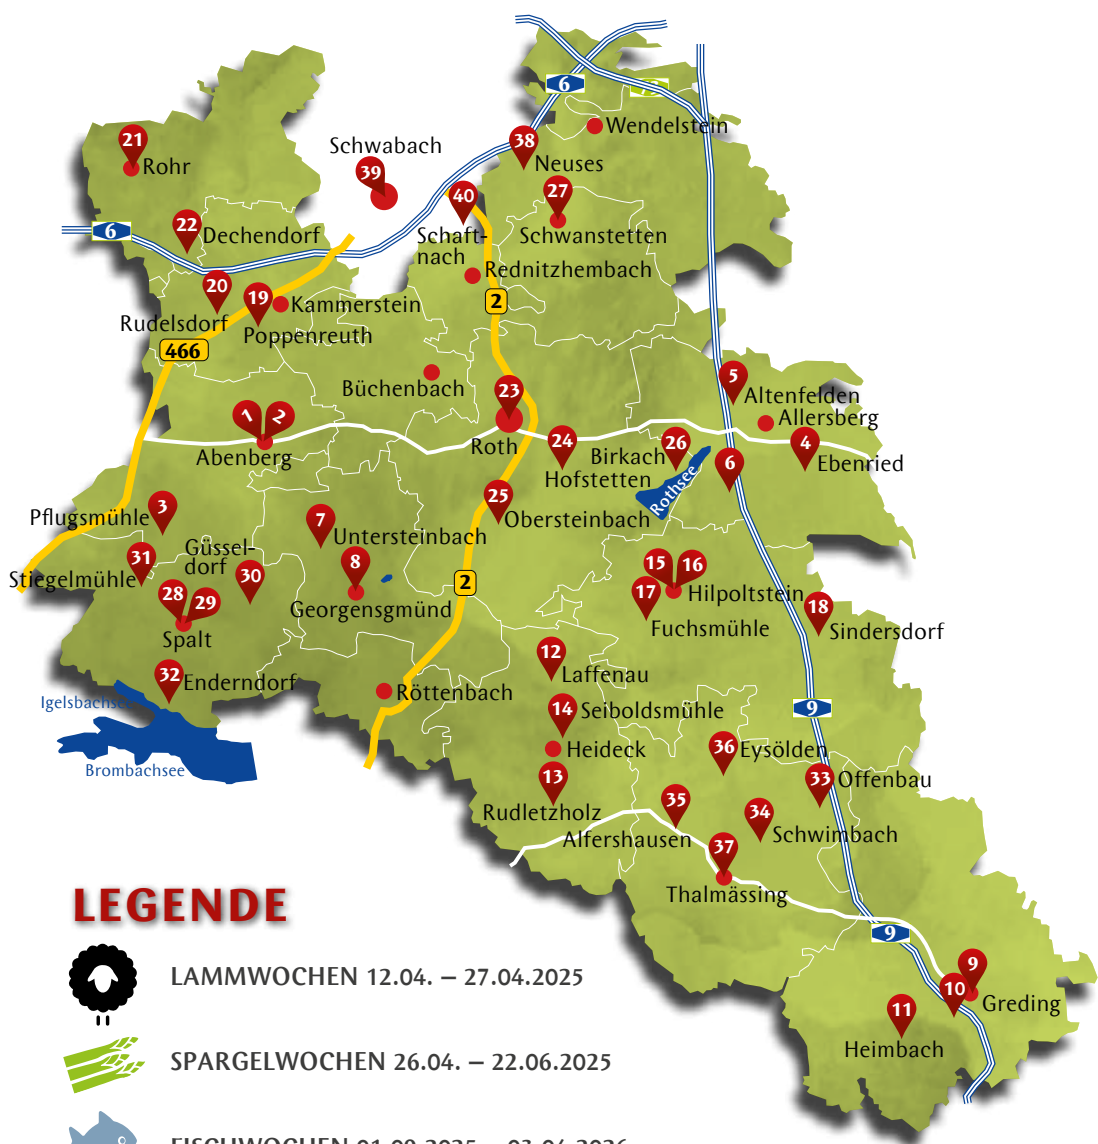 6
73
Wendelstein
21
Rohr
Schwabach
39
38
Neuses
40
27
Schaft-
nach
Schwanstetten
22
Dechendorf
6
Rednitzhembach
20
19
Kammerstein
2
Rudelsdorf
Poppenreuth
466
Büchenbach
23
5
Altenfelden
Allersberg
1
2
Abenberg
Roth
24
Hofstetten
Birkach
26
Rothsee
6
4
Ebenried
3
Pflugsmühle
7
Untersteinbach
25
Obersteinbach
31
Stiegelmühle
Güssel-
dorf
30
8
Georgensgmünd
2
28
29
Spalt
15
16
Hilpoltstein
17
Fuchsmühle
18
Sindersdorf
32
Enderndorf
Röttenbach
12
Laffenau
Brombachsee
14
Seiboldsmühle
Heideck
13
Rudletzholz
9
36
Eysölden
33
Offenbau
35
Alfershausen
34
Schwimbach
37
Thalmässing
9
9
10
Greding
11
Heimbach
LEGENDE
LAMMWOCHEN 12.04. – 27.04.2025
SPARGELWOCHEN 26.04. – 22.06.2025